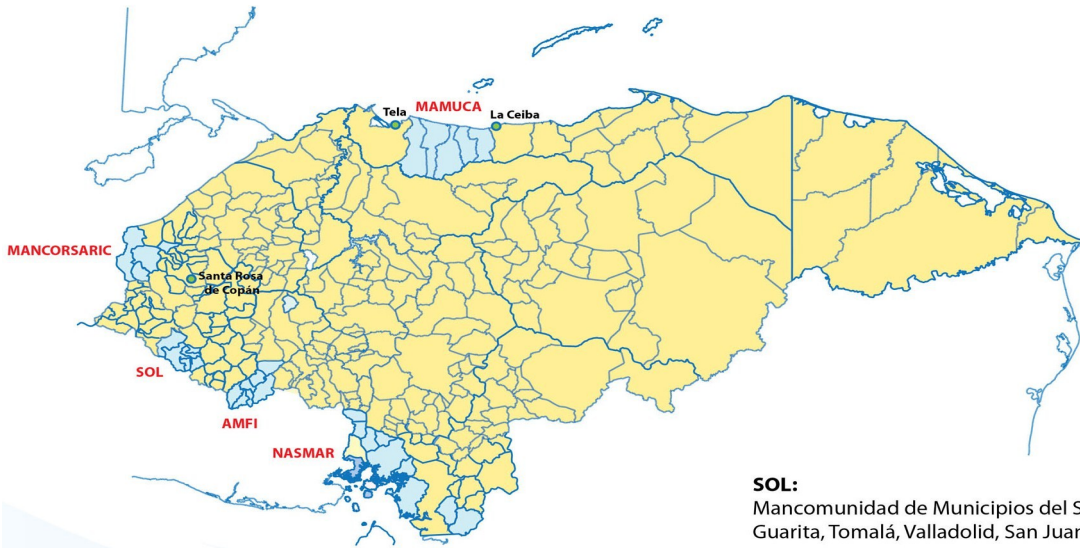 MAMUCA
Tela
La Ceiba
MANCORSARIC
Santa Rosa
de Copán
SOL
AMFI
NASMAR
SOL:
Mancomunidad de Municipios del S
Guarita, Tomalá, Valladolid, San Juan